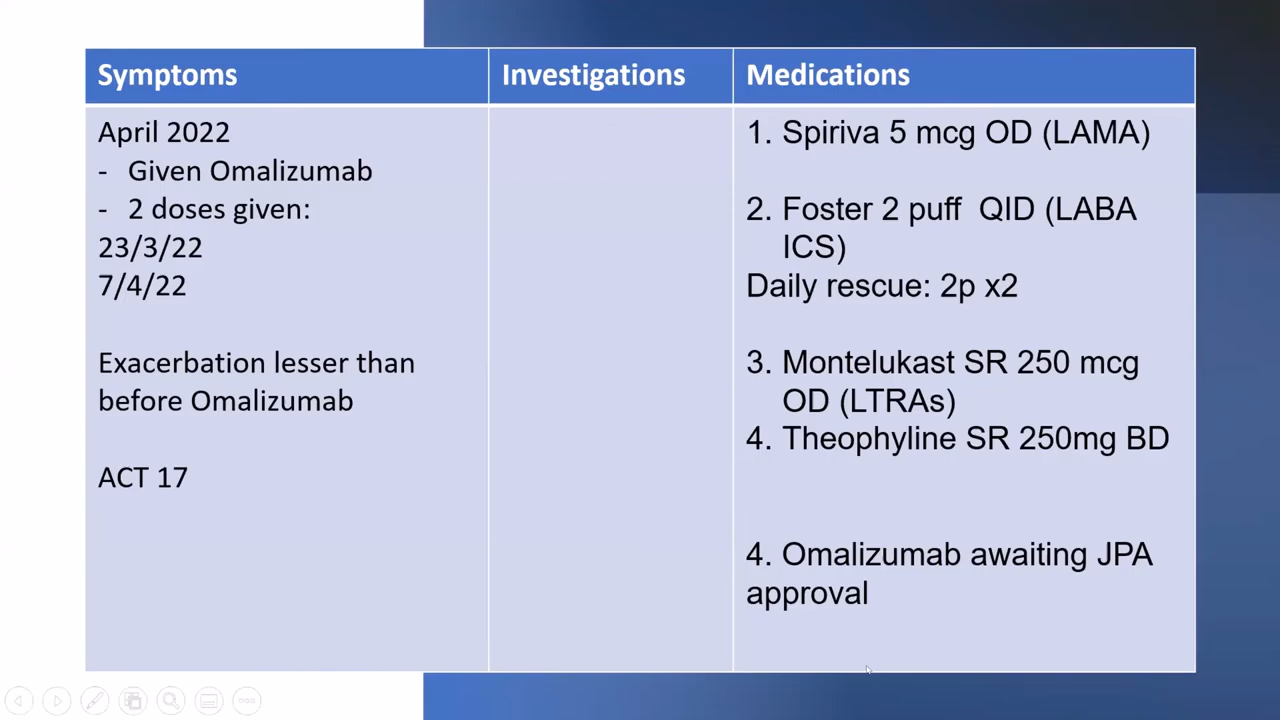 Symptoms
Investigations
Medications
April 2022
- Given Omalizumab
- 2 doses given:
23/3/22
7/4/22
Exacerbation lesser than
before Omalizumab
ACT 17
1. Spiriva 5 mcg OD (LAMA)
2. Foster 2 puff QID (LABA
ICS)
Daily rescue: 2p x2
3. Montelukast SR 250 mcg
OD (LTRAs)
4. Theophyline SR 250mg BD
4. Omalizumab awaiting JPA
approval